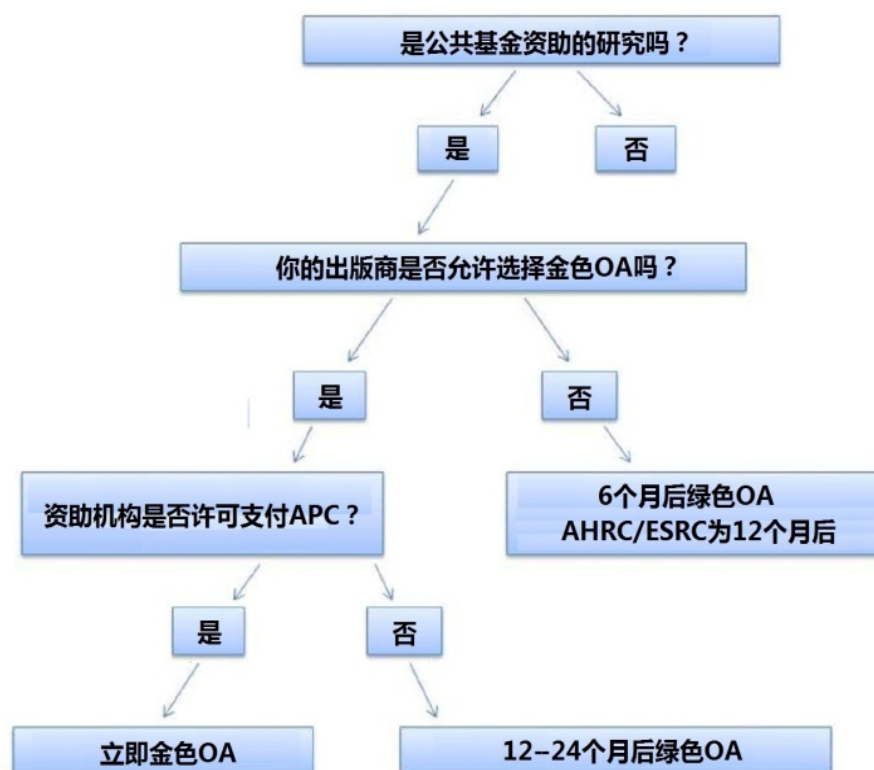 是公共基金资助的研究吗？
是
否
你的出版商是否允许选择金色OA吗？
是
否
资助机构是否许可支付APC？
6个月后绿色OA
AHRC/ESRC为12个月后
是
否
立即金色OA
12--24个月后绿色OA